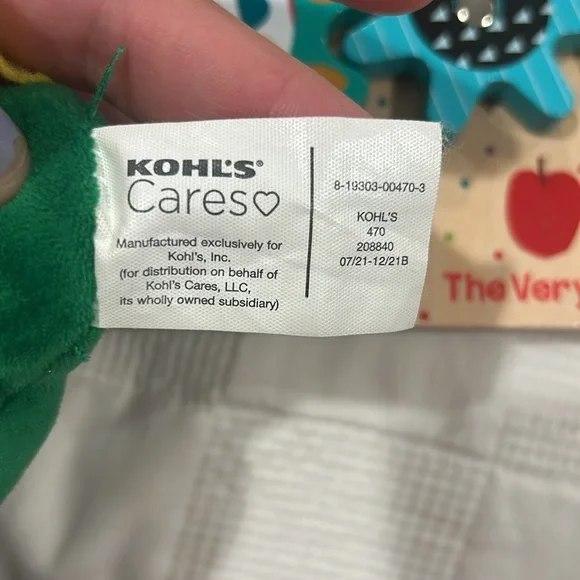 KOHL'S®
Cares♡
Manufactured exclusively for
Kohl's, Inc.
(for distribution on behalf of
Kohl's Cares, LLC,
its wholly owned subsidiary)
8-19303-00470-3
KOHL'S
470
208840
07/21-12/21B
The Very